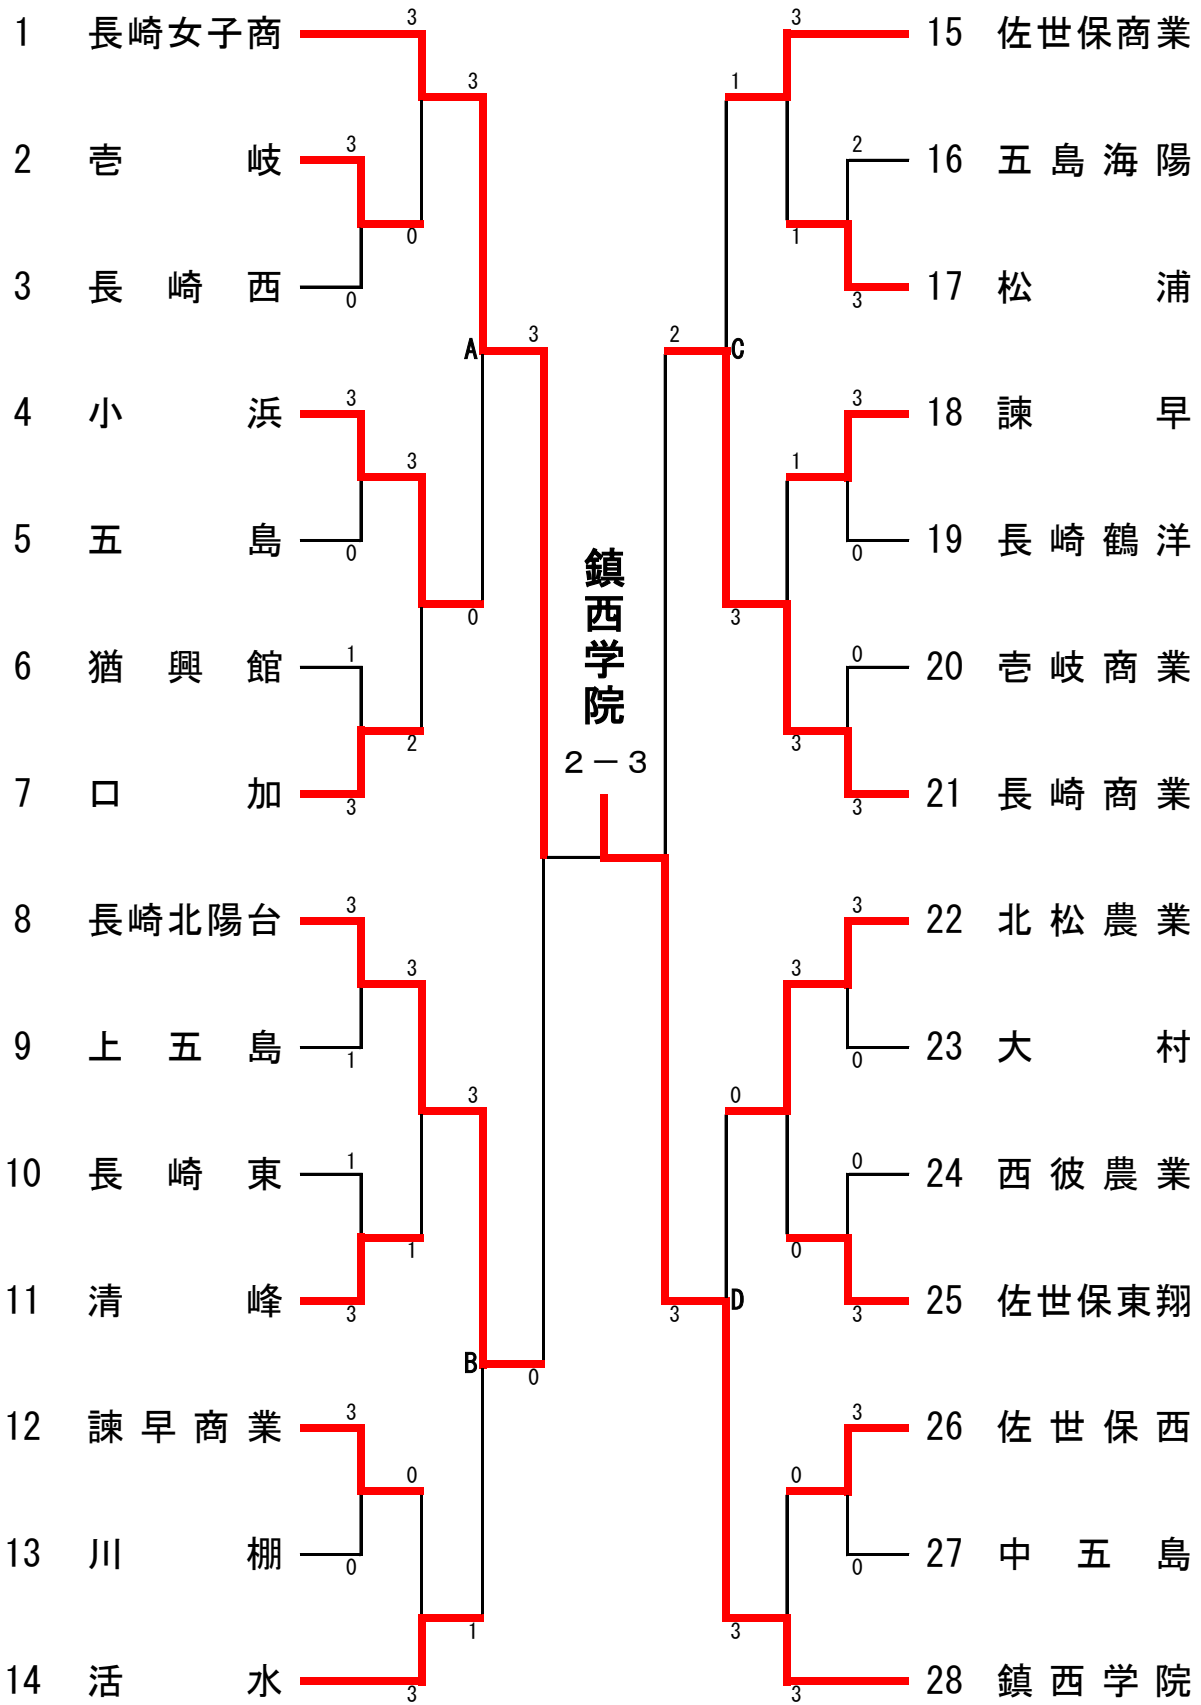 1 長崎女子商
2 壱岐
3 長崎西
4 小浜
5 五島
6 猶興館
7 口加
8 長崎北陽台
9 上五島
10 長崎東
11 清峰
12 諫早商業
13 川棚
14 活水
3
3
3
0
0
A
3
3
3
0
0
1
2
3
3
3
1
3
1
1
3
B
0
3
0
0
1
3
鎮西学院
2－3
3
1
2
1
3
2
C
3
1
0
3
0
3
3
3
3
0
0
0
0
3
D
3
3
0
0
3
3
15 佐世保商業
16 五島海陽
17 松浦
18 諫早
19 長崎鶴洋
20 壱岐商業
21 長崎商業
22 北松農業
23 大村
24 西彼農業
25 佐世保東翔
26 佐世保西
27 中五島
28 鎮西学院